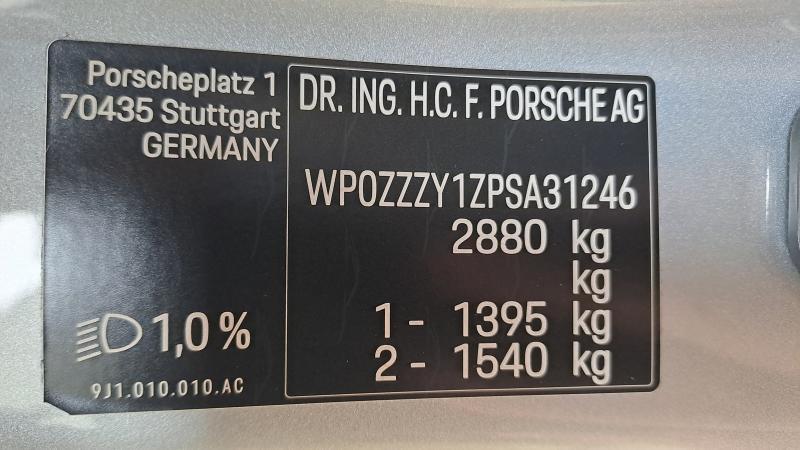 Porscheplatz 1
70435 Stuttgart
GERMANY
1,0 %
9J1.010.010.AC
DR. ING. H.C. F. PORSCHE AG
WP0ZZZY1ZPSA31246
2880 kg
kg
1 - 1395 kg
2 - 1540 kg